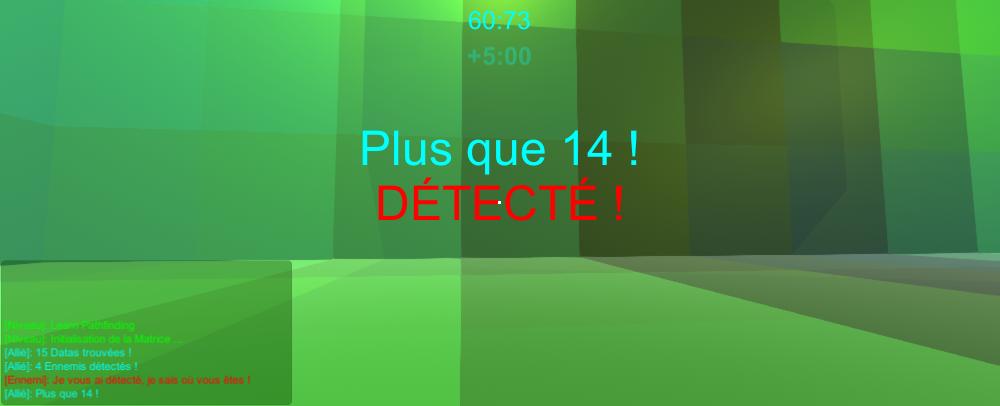 60:73
+5:00
Plus que 14 !
DÉTECTÉ !
[Niveau]: Learn Pathfinding
[Niveau]: Initialisation de la Matrice ...
[Allié]: 15 Datas trouvées !
[Allié]: 4 Ennemis détectés !
[Ennemi]: Je vous ai détecté, je sais où vous êtes !
[Allié]: Plus que 14 !